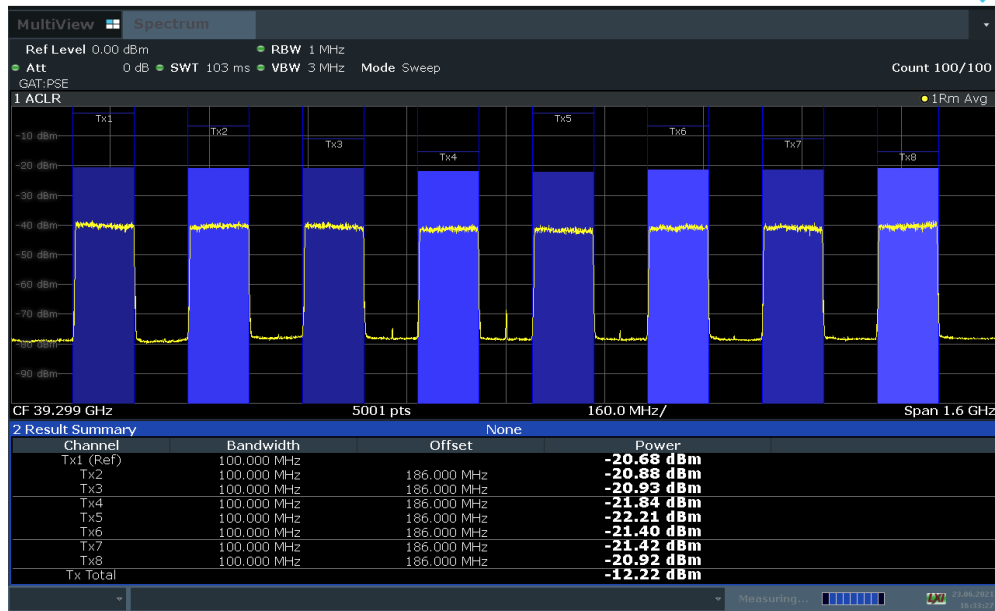 MultiView Spectrum
Ref Level 0.00 dBm RBW 1 MHz
Att 0 dB SWT 103 ms VBW 3 MHz Mode Sweep Count 100/100
GAT:PSE
1 ACLR 1Rm Avg
Tx1 Tx5
Tx2 Tx6
-10 dBm
Tx3 Tx7
Tx4 Tx8
-20 dBm
-30 dBm
-40 dBm
-50 dBm
-60 dBm
-70 dBm
-80 dBm
-90 dBm
CF 39.299 GHz 5001 pts 160.0 MHz/ Span 1.6 GHz
2 Result Summary None
Channel Bandwidth Offset Power
Tx1 (Ref) 100.000 MHz -20.68 dBm
Tx2 100.000 MHz 186.000 MHz -20.88 dBm
Tx3 100.000 MHz 186.000 MHz -20.93 dBm
Tx4 100.000 MHz 186.000 MHz -21.84 dBm
Tx5 100.000 MHz 186.000 MHz -22.21 dBm
Tx6 100.000 MHz 186.000 MHz -21.40 dBm
Tx7 100.000 MHz 186.000 MHz -21.42 dBm
Tx8 100.000 MHz 186.000 MHz -20.92 dBm
Tx Total -12.22 dBm
Measuring... 23.06.2021
16:33:27